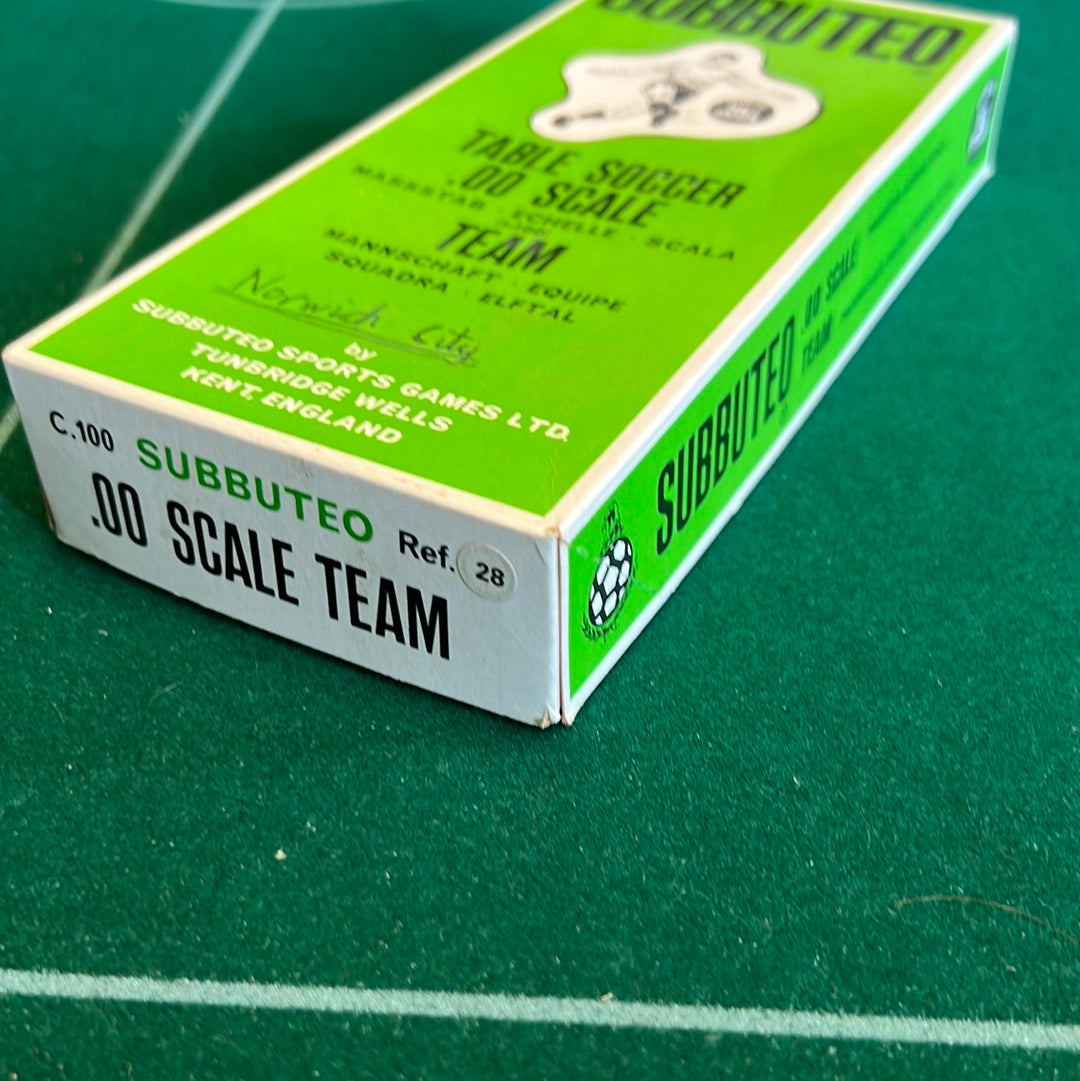 SUBBUTEO
TABLE SOCCER
.00 SCALE
MASSSTAB · ECHELLE · SCALA
TEAM
MANNSCHAFT · EQUIPE
SQUADRA · ELFTAL
Norwich City
by
SUBBUTEO SPORTS GAMES LTD.
TUNBRIDGE WELLS
KENT, ENGLAND
C.100 SUBBUTEO Ref. 28
.00 SCALE TEAM
SUBBUTEO .00 SCALE
TEAM